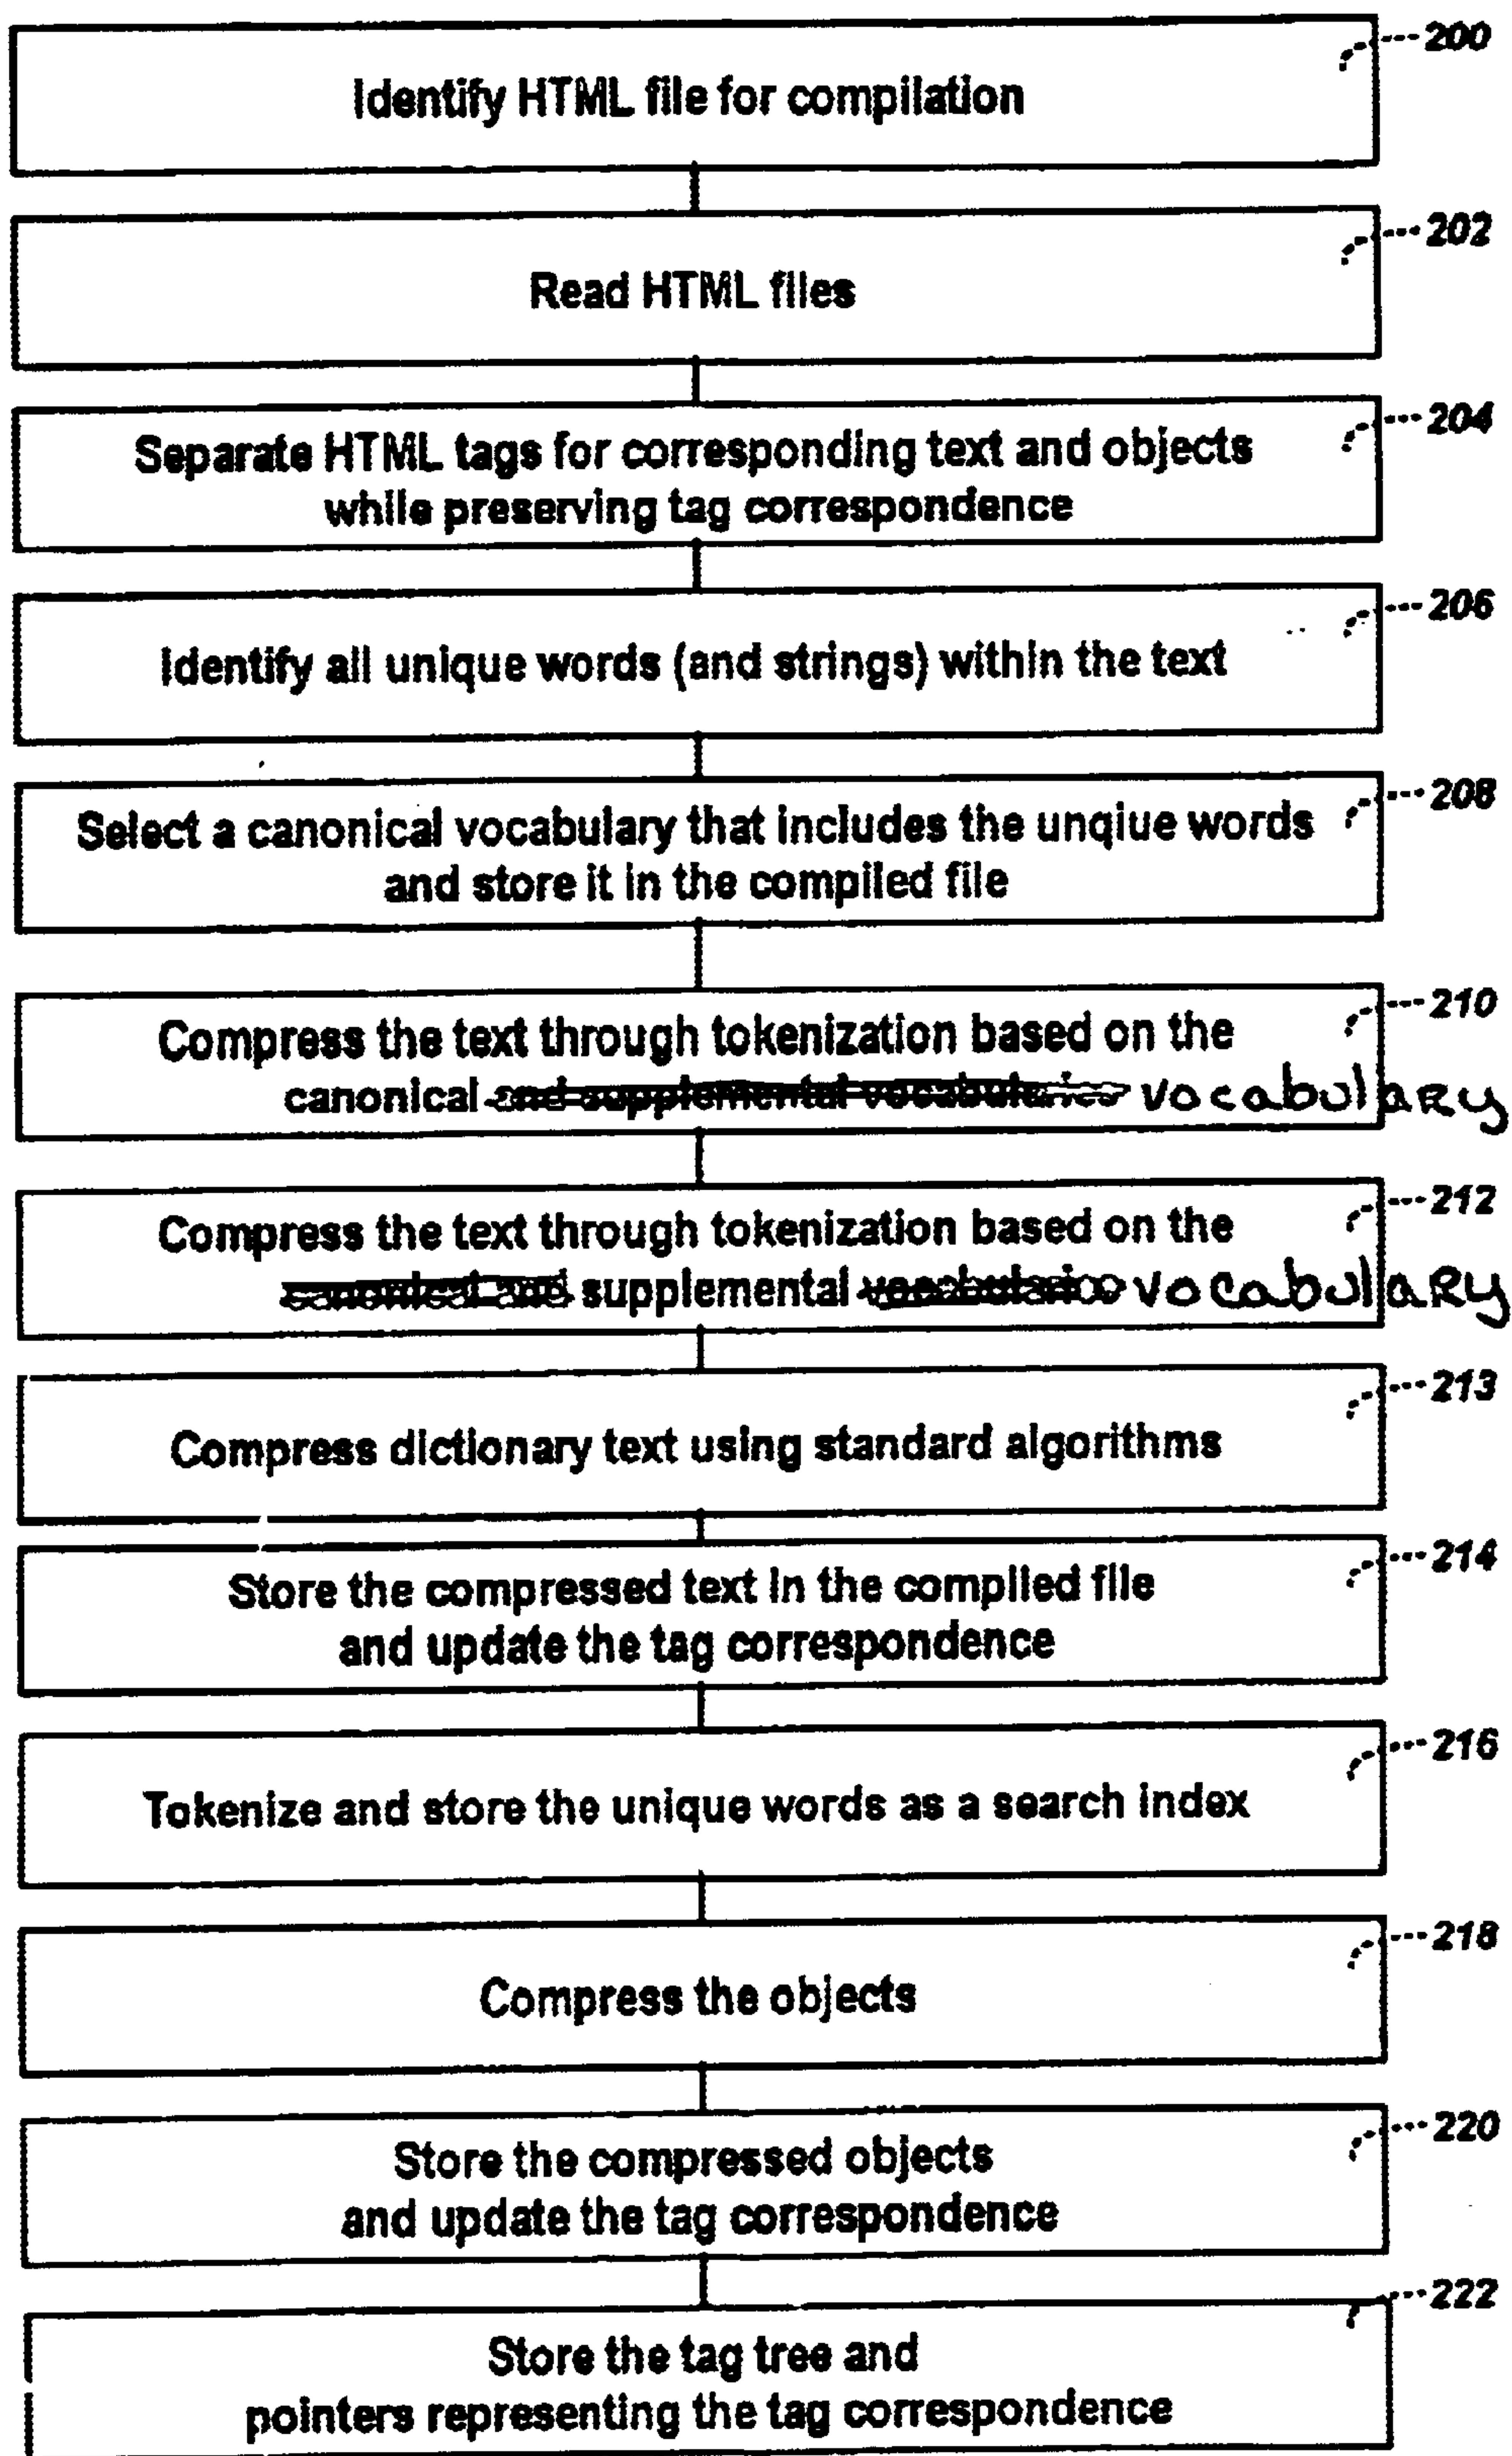 200
Identify HTML file for compilation
202
Read HTML files
204
Separate HTML tags for corresponding text and objects
while preserving tag correspondence
206
Identify all unique words (and strings) within the text
208
Select a canonical vocabulary that includes the unqiue words
and store it in the compiled file
210
Compress the text through tokenization based on the
canonical and supplemental vocabularies vocabulary
212
Compress the text through tokenization based on the
canonical and supplemental vocabularies vocabulary
213
Compress dictionary text using standard algorithms
214
Store the compressed text in the compiled file
and update the tag correspondence
216
Tokenize and store the unique words as a search index
218
Compress the objects
220
Store the compressed objects
and update the tag correspondence
222
Store the tag tree and
pointers representing the tag correspondence